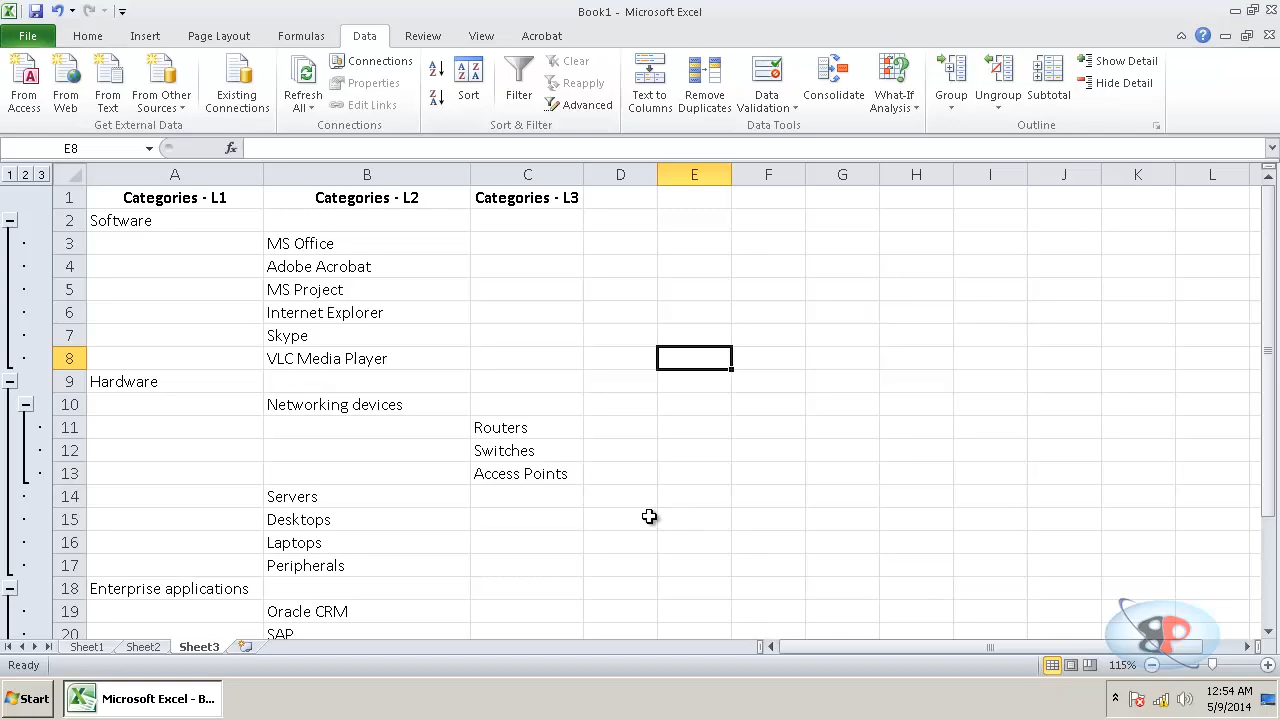 Book1 - Microsoft Excel
File Home Insert Page Layout Formulas Data Review View Acrobat
From Access
From Web
From Text
From Other Sources
Existing Connections
Get External Data
Refresh All
Connections
Properties
Edit Links
Connections
Sort
Filter
Clear
Reapply
Advanced
Sort & Filter
Text to Columns
Remove Duplicates
Data Validation
Consolidate
What-If Analysis
Data Tools
Group
Ungroup
Subtotal
Show Detail
Hide Detail
Outline
E8 fx
1 2 3 A B C D E F G H I J K L
1 Categories - L1 Categories - L2 Categories - L3
2 Software
3 MS Office
4 Adobe Acrobat
5 MS Project
6 Internet Explorer
7 Skype
8 VLC Media Player
9 Hardware
10 Networking devices
11 Routers
12 Switches
13 Access Points
14 Servers
15 Desktops
16 Laptops
17 Peripherals
18 Enterprise applications
19 Oracle CRM
20 SAP
Sheet1 Sheet2 Sheet3
Ready 115%
Start Microsoft Excel - B... 12:54 AM
5/9/2014